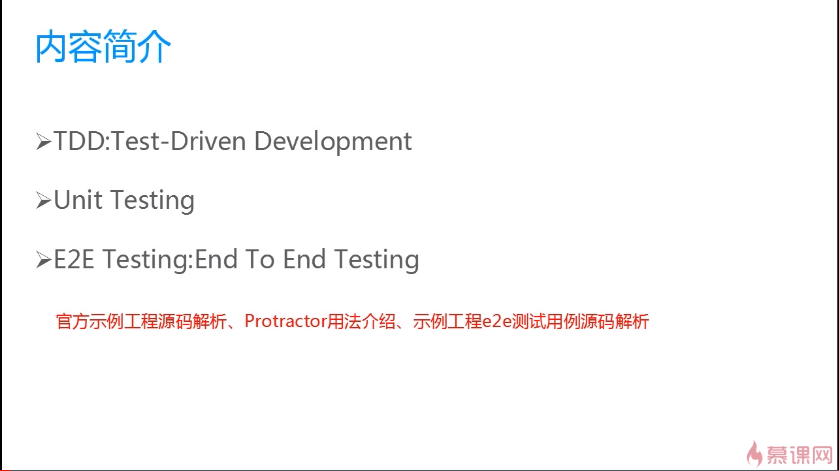 内容简介
➢TDD:Test-Driven Development
➢Unit Testing
➢E2E Testing:End To End Testing
官方示例工程源码解析、Protractor用法介绍、示例工程e2e测试用例源码解析
慕课网